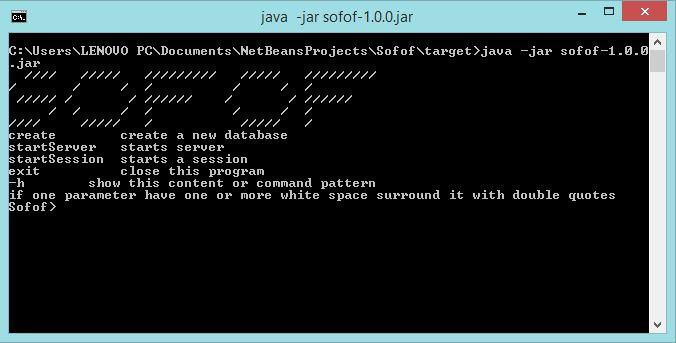 java -jar sofof-1.0.0.jar
C:\Users\LENOVO PC\Documents\NetBeansProjects\Sofof\target>java -jar sofof-1.0.0
.jar
SOFOF
create create a new database
startServer starts server
startSession starts a session
exit close this program
-h show this content or command pattern
if one parameter have one or more white space surround it with double quotes
Sofof>